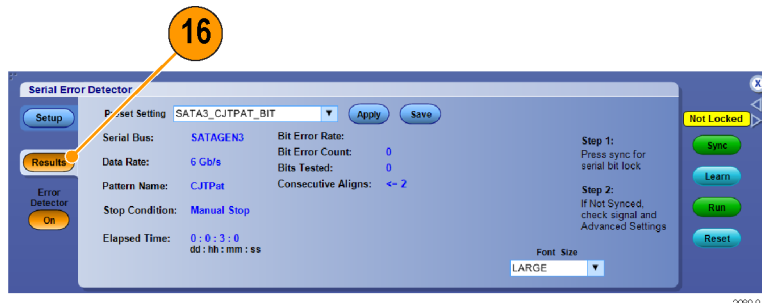 16
Serial Error Detector
X
Setup
Preset Setting SATA3_CJTPAT_BIT Apply Save
Not Locked
Serial Bus: SATAGEN3 Bit Error Rate:
Bit Error Count: 0
Step 1:
Sync
Results
Data Rate: 6 Gb/s
Bits Tested: 0
Press sync for
serial bit lock
Pattern Name: CJTPat Consecutive Aligns: <- 2
Learn
Step 2:
Error
Detector
On
Stop Condition: Manual Stop
If Not Synced,
check signal and
Advanced Settings
Run
Elapsed Time: 0 : 0 : 3 : 0
dd : hh : mm : ss
Reset
Font Size
LARGE